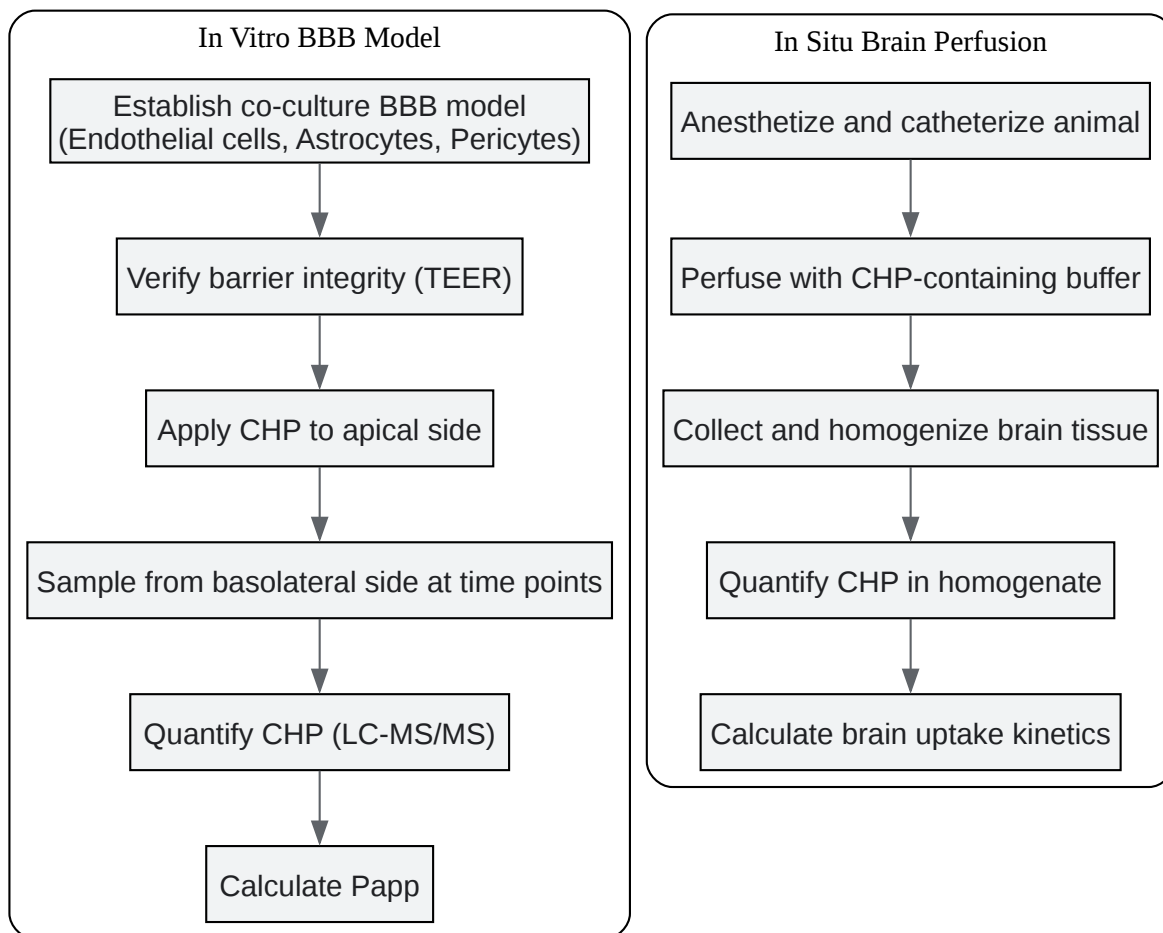 In Vitro BBB Model
Establish co-culture BBB model
(Endothelial cells, Astrocytes, Pericytes)
Verify barrier integrity (TEER)
Apply CHP to apical side
Sample from basolateral side at time points
Quantify CHP (LC-MS/MS)
Calculate Papp
In Situ Brain Perfusion
Anesthetize and catheterize animal
Perfuse with CHP-containing buffer
Collect and homogenize brain tissue
Quantify CHP in homogenate
Calculate brain uptake kinetics